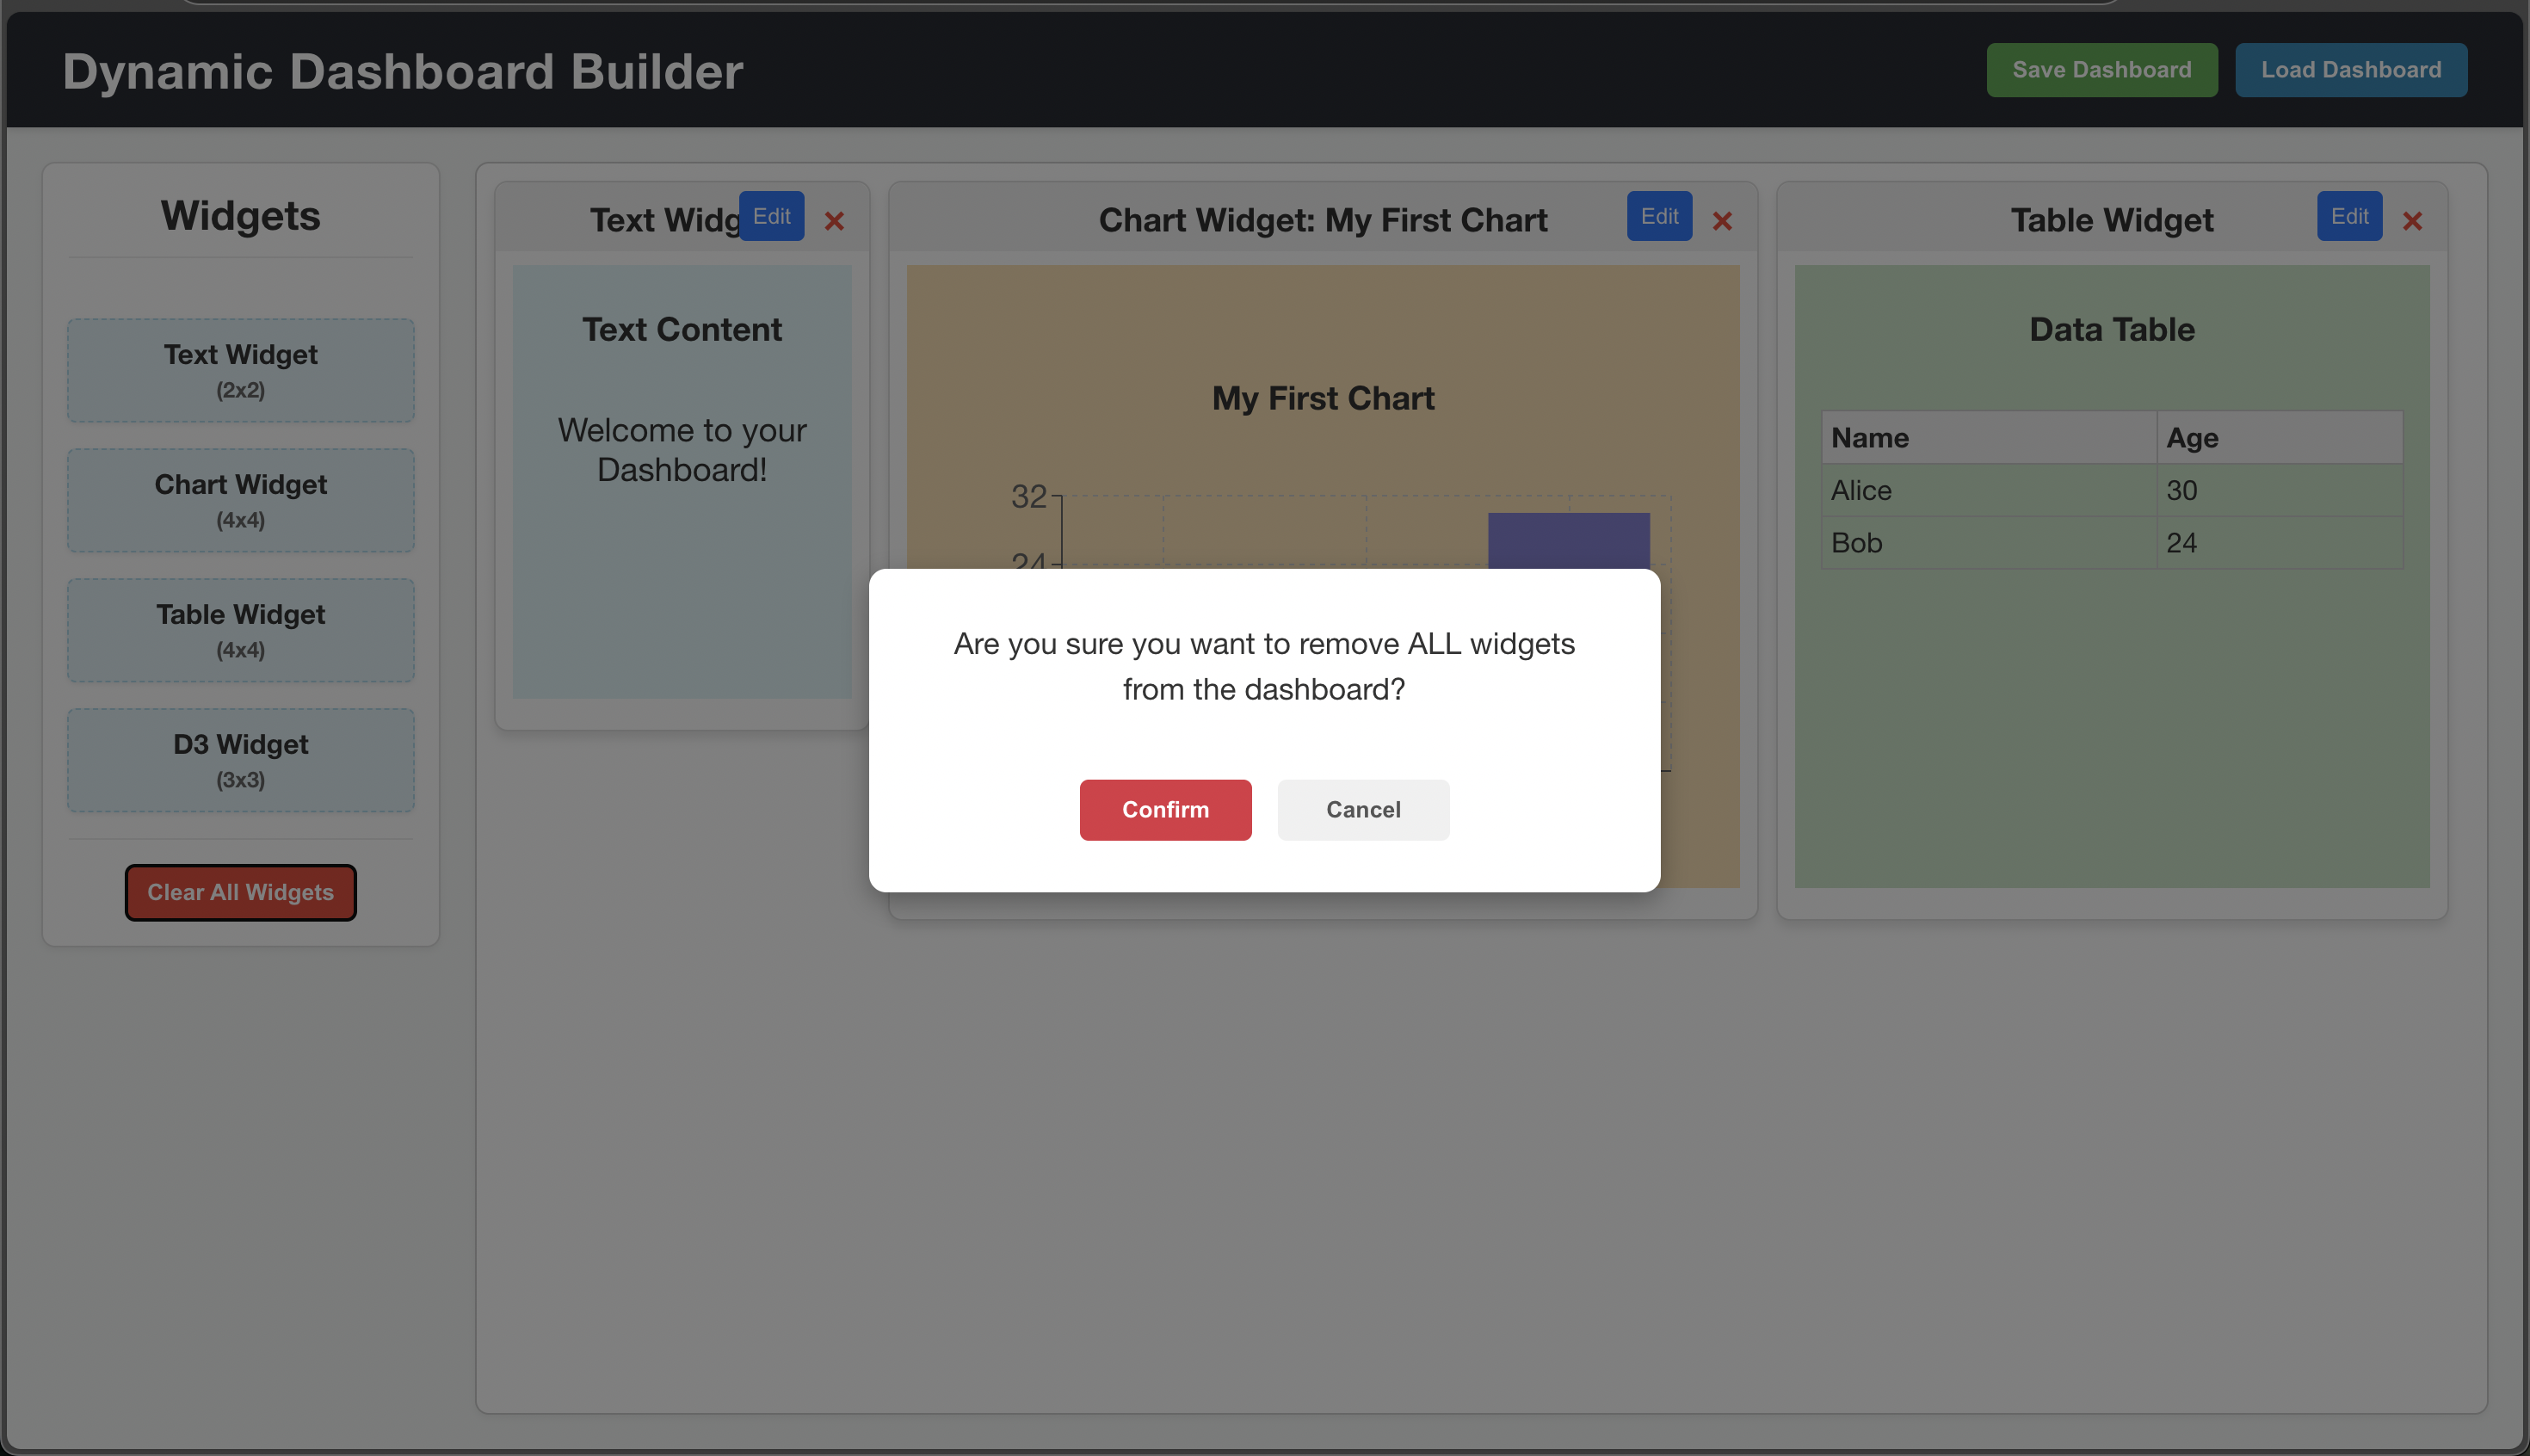 Dynamic Dashboard Builder
Save Dashboard
Load Dashboard
Widgets
Text Widget
(2x2)
Chart Widget
(4x4)
Table Widget
(4x4)
D3 Widget
(3x3)
Clear All Widgets
Text Widg
Edit
Text Content
Welcome to your
Dashboard!
Chart Widget: My First Chart
Edit
My First Chart
32
24
Table Widget
Edit
Data Table
Name Age
Alice 30
Bob 24
Are you sure you want to remove ALL widgets
from the dashboard?
Confirm
Cancel